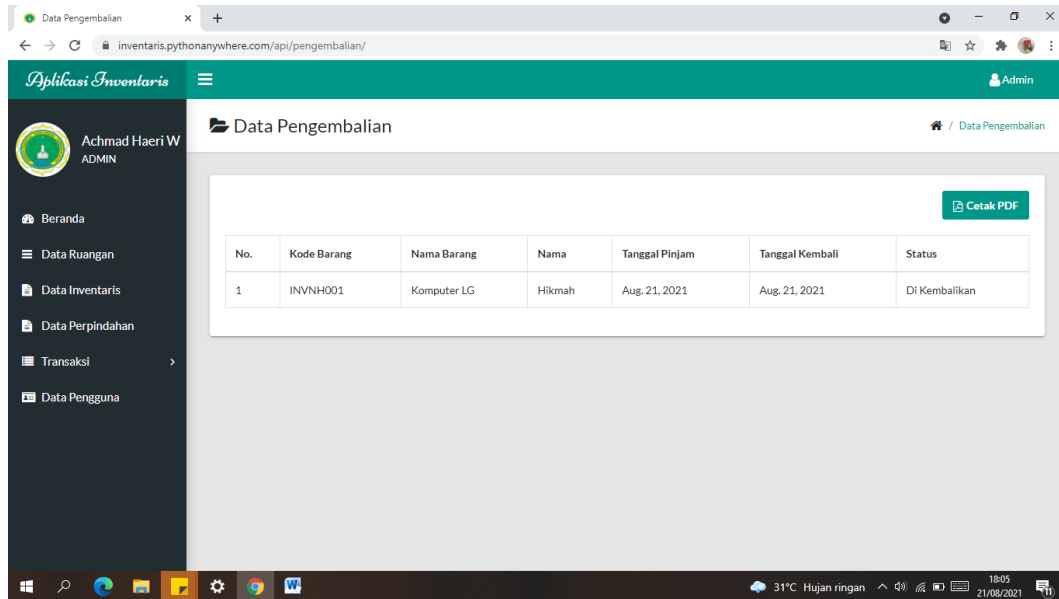 Data Pengembalian
inventaris.pythonanywhere.com/api/pengembalian/
Aplikasi Inventaris
Admin
Achmad Haeri W
ADMIN
Data Pengembalian
/ Data Pengembalian
Beranda
Data Ruangan
Data Inventaris
Data Perpindahan
Transaksi
Data Pengguna
Cetak PDF
No. Kode Barang Nama Barang Nama Tanggal Pinjam Tanggal Kembali Status
1 INVNH001 Komputer LG Hikmah Aug. 21, 2021 Aug. 21, 2021 Di Kembalikan
31°C Hujan ringan
18:05
21/08/2021